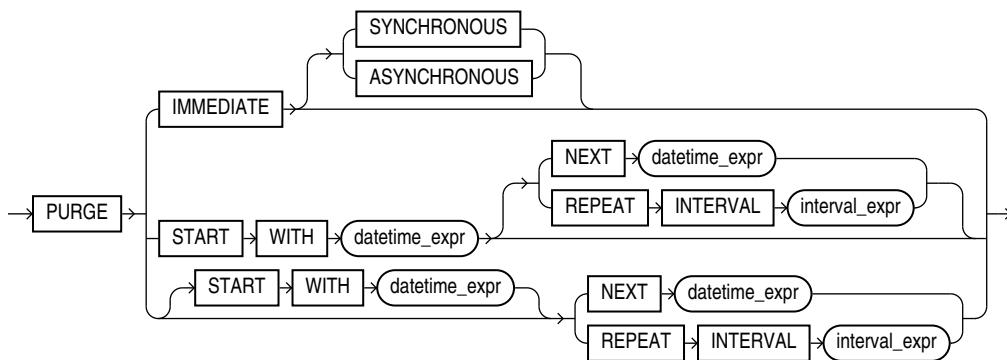 SYNCHRONOUS
ASYNCHRONOUS
IMMEDIATE
NEXT datetime_expr
REPEAT INTERVAL interval_expr
PURGE
START WITH datetime_expr
START WITH datetime_expr
NEXT datetime_expr
REPEAT INTERVAL interval_expr